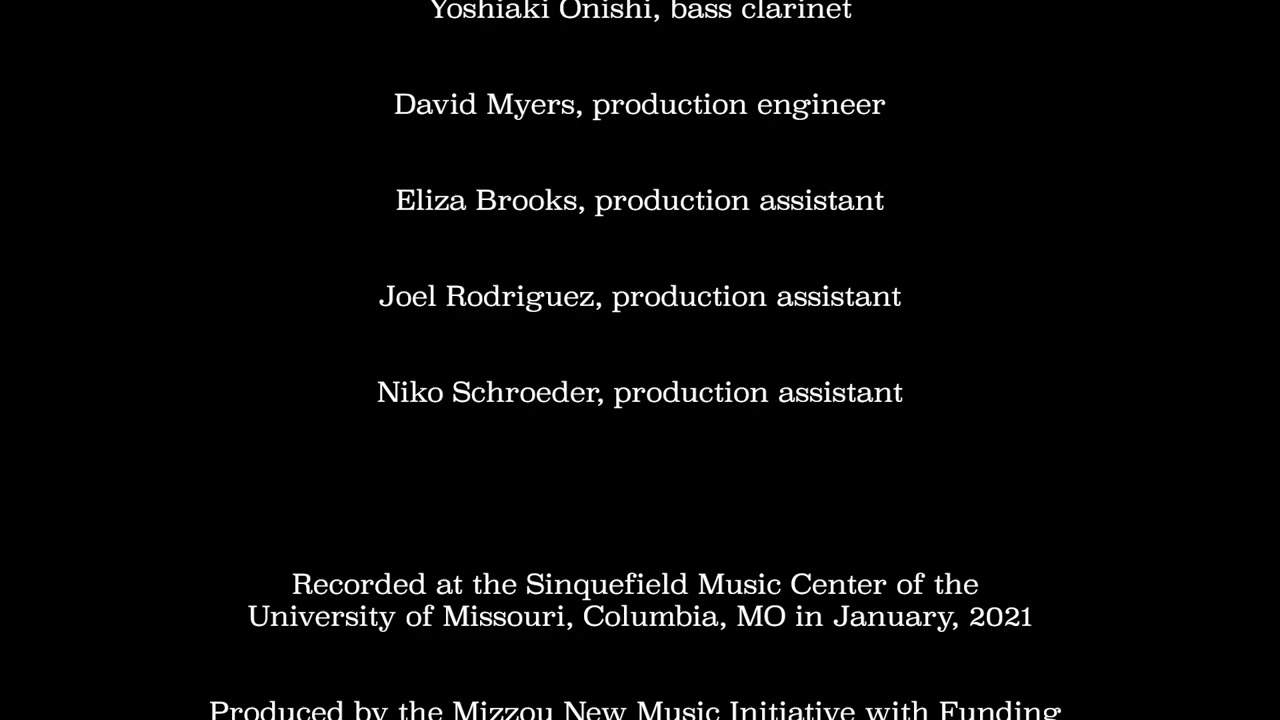 Yoshiaki Onishi, bass clarinet
David Myers, production engineer
Eliza Brooks, production assistant
Joel Rodriguez, production assistant
Niko Schroeder, production assistant
Recorded at the Sinquefield Music Center of the
University of Missouri, Columbia, MO in January, 2021
Produced by the Mizzou New Music Initiative with Funding